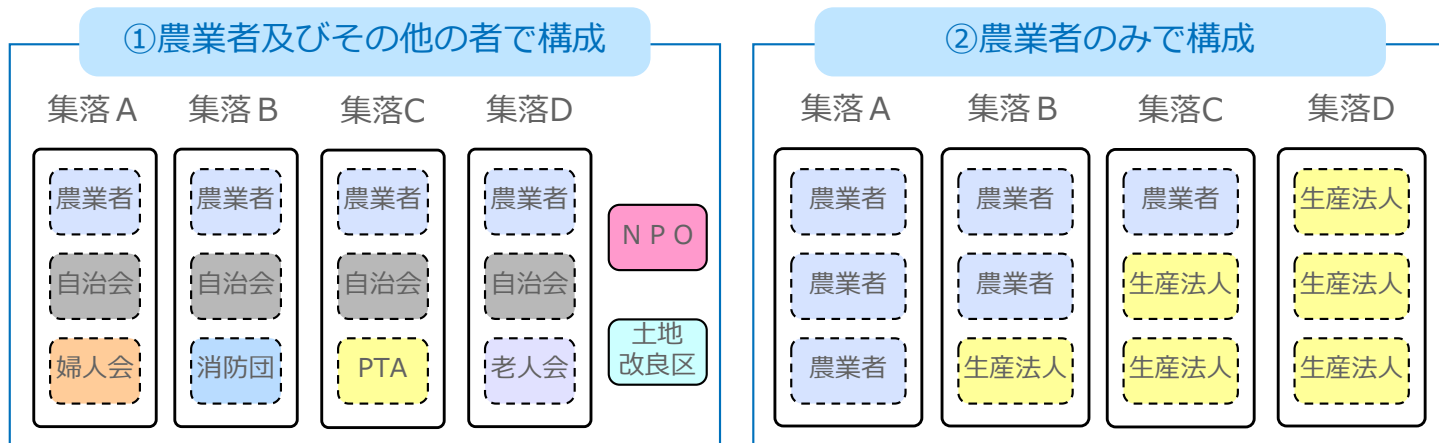 ①農業者及びその他の者で構成
集落A
集落B
集落C
集落D
農業者
農業者
農業者
農業者
自治会
自治会
自治会
自治会
婦人会
消防団
PTA
老人会
NPO
土地
改良区
②農業者のみで構成
集落A
集落B
集落C
集落D
農業者
農業者
農業者
生産法人
農業者
農業者
生産法人
生産法人
農業者
生産法人
生産法人
生産法人